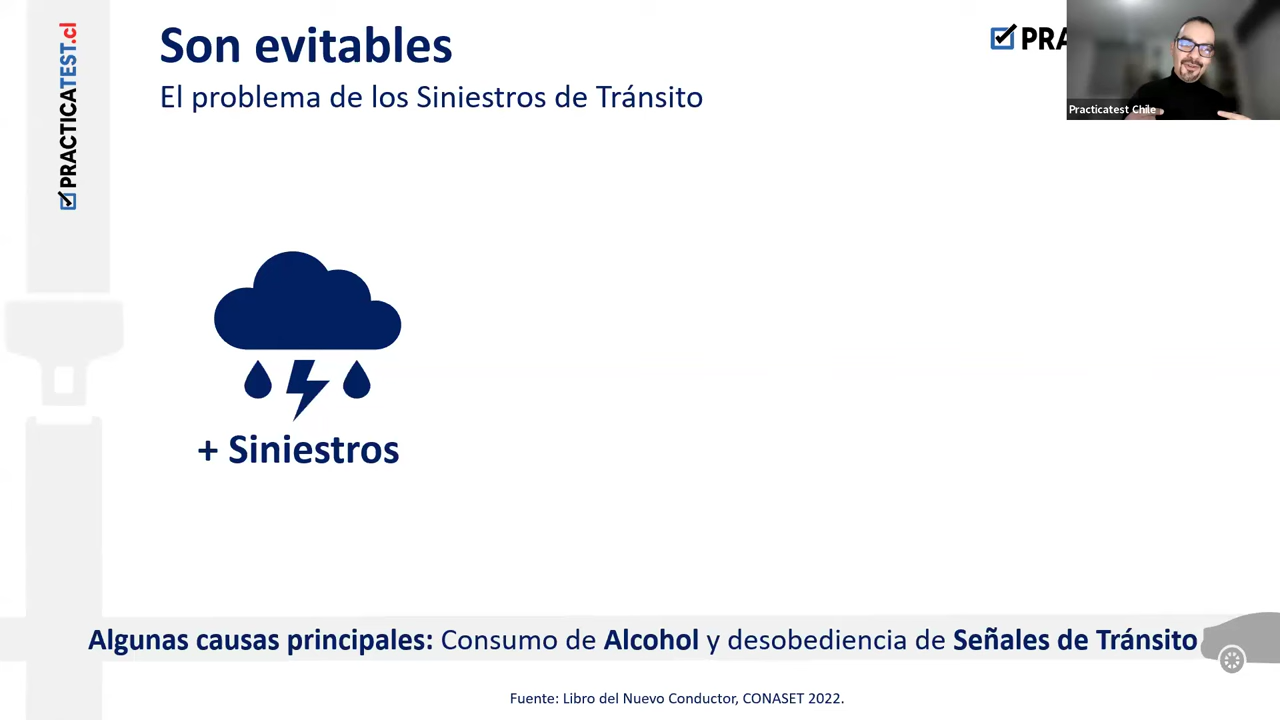 Son evitables
El problema de los Siniestros de Tránsito
PRACTICATEST.cl
Practicatest Chile
+ Siniestros
Algunas causas principales: Consumo de Alcohol y desobediencia de Señales de Tránsito
Fuente: Libro del Nuevo Conductor, CONASET 2022.